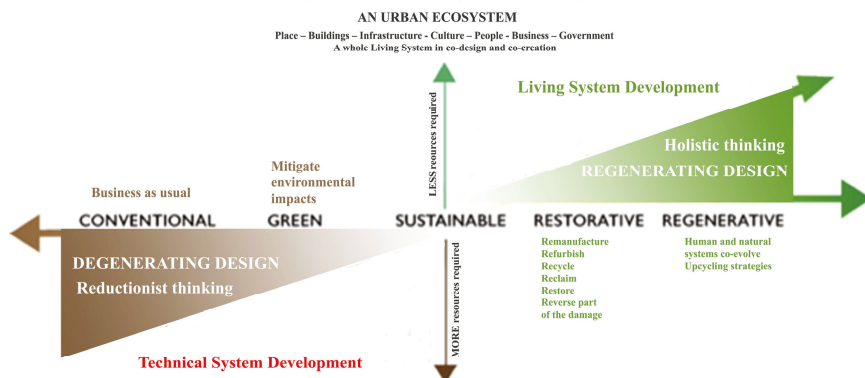 AN URBAN ECOSYSTEM
Place – Buildings – Infrastructure - Culture – People - Business – Government
A whole Living System in co-design and co-creation
LESS reources required
Living System Development
Holistic thinking
REGENERATING DESIGN
Mitigate
environmental
impacts
Business as usual
CONVENTIONAL
GREEN
SUSTAINABLE
RESTORATIVE
REGENERATIVE
DEGENERATING DESIGN
Reductionist thinking
MORE resources required
Remanufacture
Refurbish
Recycle
Reclaim
Restore
Reverse part
of the damage
Human and natural
systems co-evolve
Upcycling strategies
Technical System Development